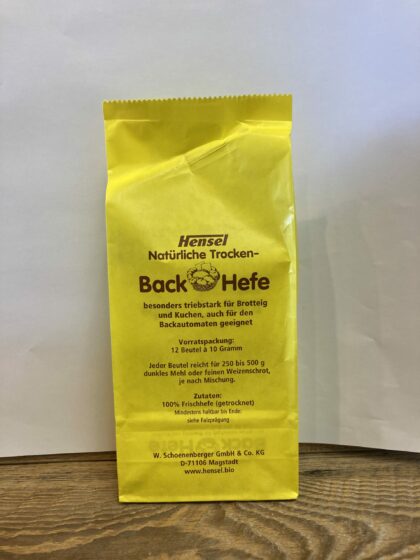 Hensel
Natürliche Trocken-
Back Hefe
besonders triebstark für Brotteig
und Kuchen, auch für den
Backautomaten geeignet
Vorratspackung:
12 Beutel à 10 Gramm
Jeder Beutel reicht für 250 bis 500 g
dunkles Mehl oder feinen Weizenschrot,
je nach Mischung.
Zutaten:
100% Frischhefe (getrocknet)
Mindestens haltbar bis Ende:
siehe Falzprägung
W. Schoenenberger GmbH & Co. KG
D-71106 Magstadt
www.hensel.bio